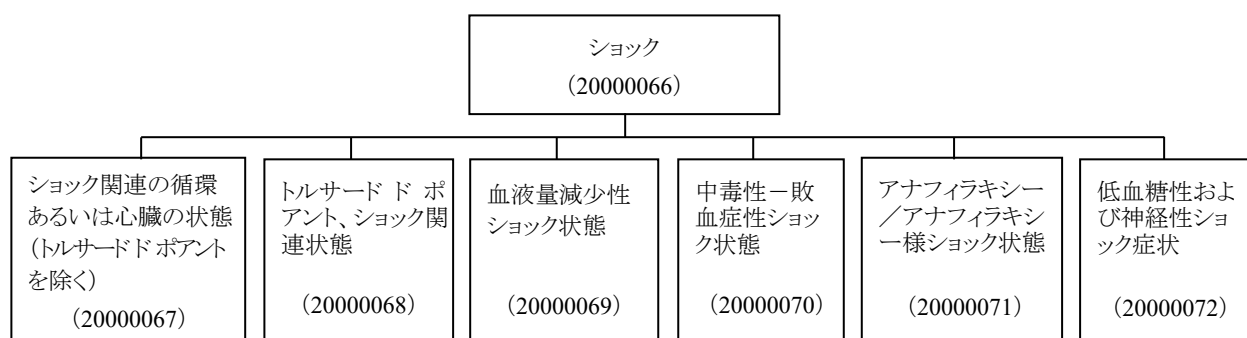 ショック
(20000066)
ショック関連の循環
あるいは心臓の状態
(トルサードドポアント
を除く)
(20000067)
トルサード ド ポ
アント、ショック関
連状態
(20000068)
血液量減少性
ショック状態
(20000069)
中毒性－敗
血症性ショッ
ク状態
(20000070)
アナフィラキシー
／アナフィラキシ
ー様ショック状態
(20000071)
低血糖性およ
び神経性ショ
ック症状
(20000072)